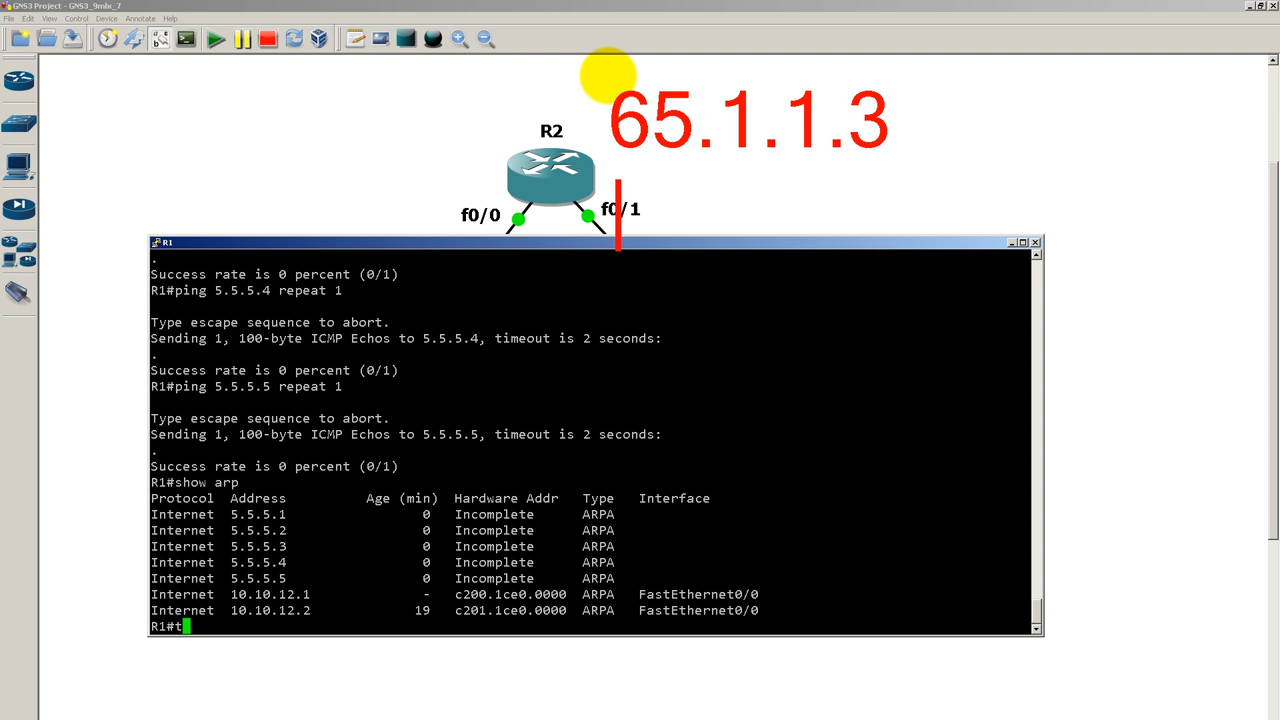 GNS3 Project - GNS3_9mlx_7
File Edit View Control Device Annotate Help
65.1.1.3
R2
f0/0
f0/1
R1
.
Success rate is 0 percent (0/1)
R1#ping 5.5.5.4 repeat 1
Type escape sequence to abort.
Sending 1, 100-byte ICMP Echos to 5.5.5.4, timeout is 2 seconds:
.
Success rate is 0 percent (0/1)
R1#ping 5.5.5.5 repeat 1
Type escape sequence to abort.
Sending 1, 100-byte ICMP Echos to 5.5.5.5, timeout is 2 seconds:
.
Success rate is 0 percent (0/1)
R1#show arp
Protocol Address Age (min) Hardware Addr Type Interface
Internet 5.5.5.1 0 Incomplete ARPA
Internet 5.5.5.2 0 Incomplete ARPA
Internet 5.5.5.3 0 Incomplete ARPA
Internet 5.5.5.4 0 Incomplete ARPA
Internet 5.5.5.5 0 Incomplete ARPA
Internet 10.10.12.1 - c200.1ce0.0000 ARPA FastEthernet0/0
Internet 10.10.12.2 19 c201.1ce0.0000 ARPA FastEthernet0/0
R1#t